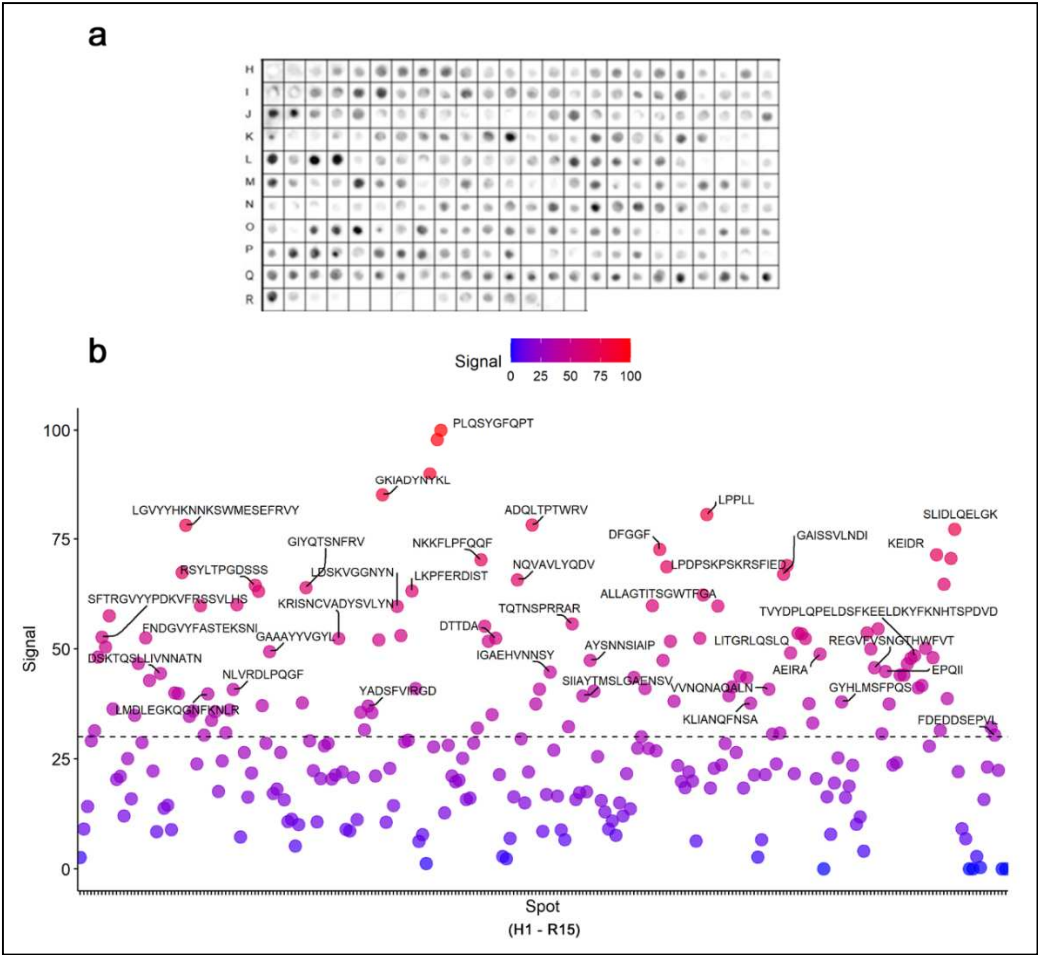 a
H
I
J
K
L
M
N
O
P
Q
R
b
Signal
0 25 50 75 100
100
PLQSYGFQPT
GKIADYNYKL
LGVYYHKNNKSWMESEFRVY
ADQLTPTWRV
LPPLL
SLIDLQELGK
75
GIYQTSNFRV
NKKFLPFQQF
DFGGF
GAISSVLNDI
KEIDR
RSYLTPGDSSS
LDSKVGGNYN
LKPFERDIST
NQVAVLYQDV
LPDPSKPSKRSFIED
SFTRGVYYPDKVFRSSVLHS
KRISNCVADYSVLYN
TQTNSPRRAR
ALLAGTITSGWTFGA
TVYDPLQPELDSFKEELDKYFKNHTSPDVD
ENDGVYFASTEKSNI
GAAAYYVGYL
DTTDA
LITGRLQSLQ
REGVFVSNGTHWFVT
50
DSKTQSLLIVNNATN
IGAEHVNNSY
AYSNNSIAIP
AEIRA
EPQII
NLVRDLPQGF
YADSFVIRGD
SIIAYTMSLGAENSV
VVNQNAQALN
GYHLMSFPQS
LMDLEGKQGNFKNLR
KLIANQFNSA
FDEDDSEPVL
25
0
Signal
Spot
(H1 - R15)